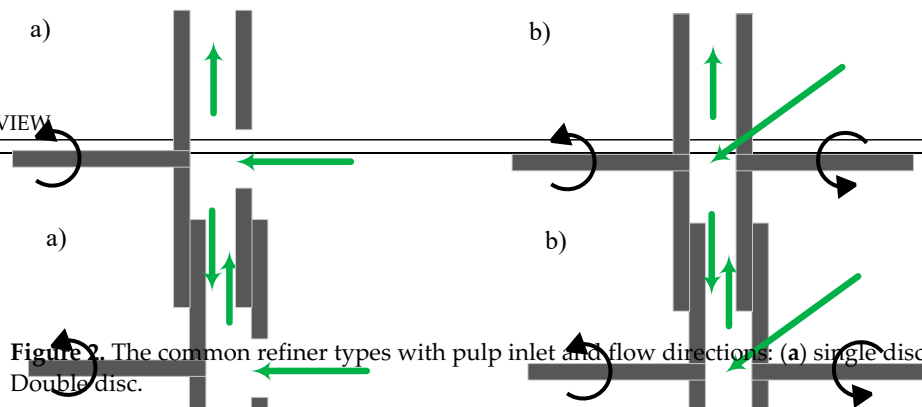 a)
b)
VIEW
a)
b)
Figure 2. The common refiner types with pulp inlet and flow directions: (a) single disc
Double disc.